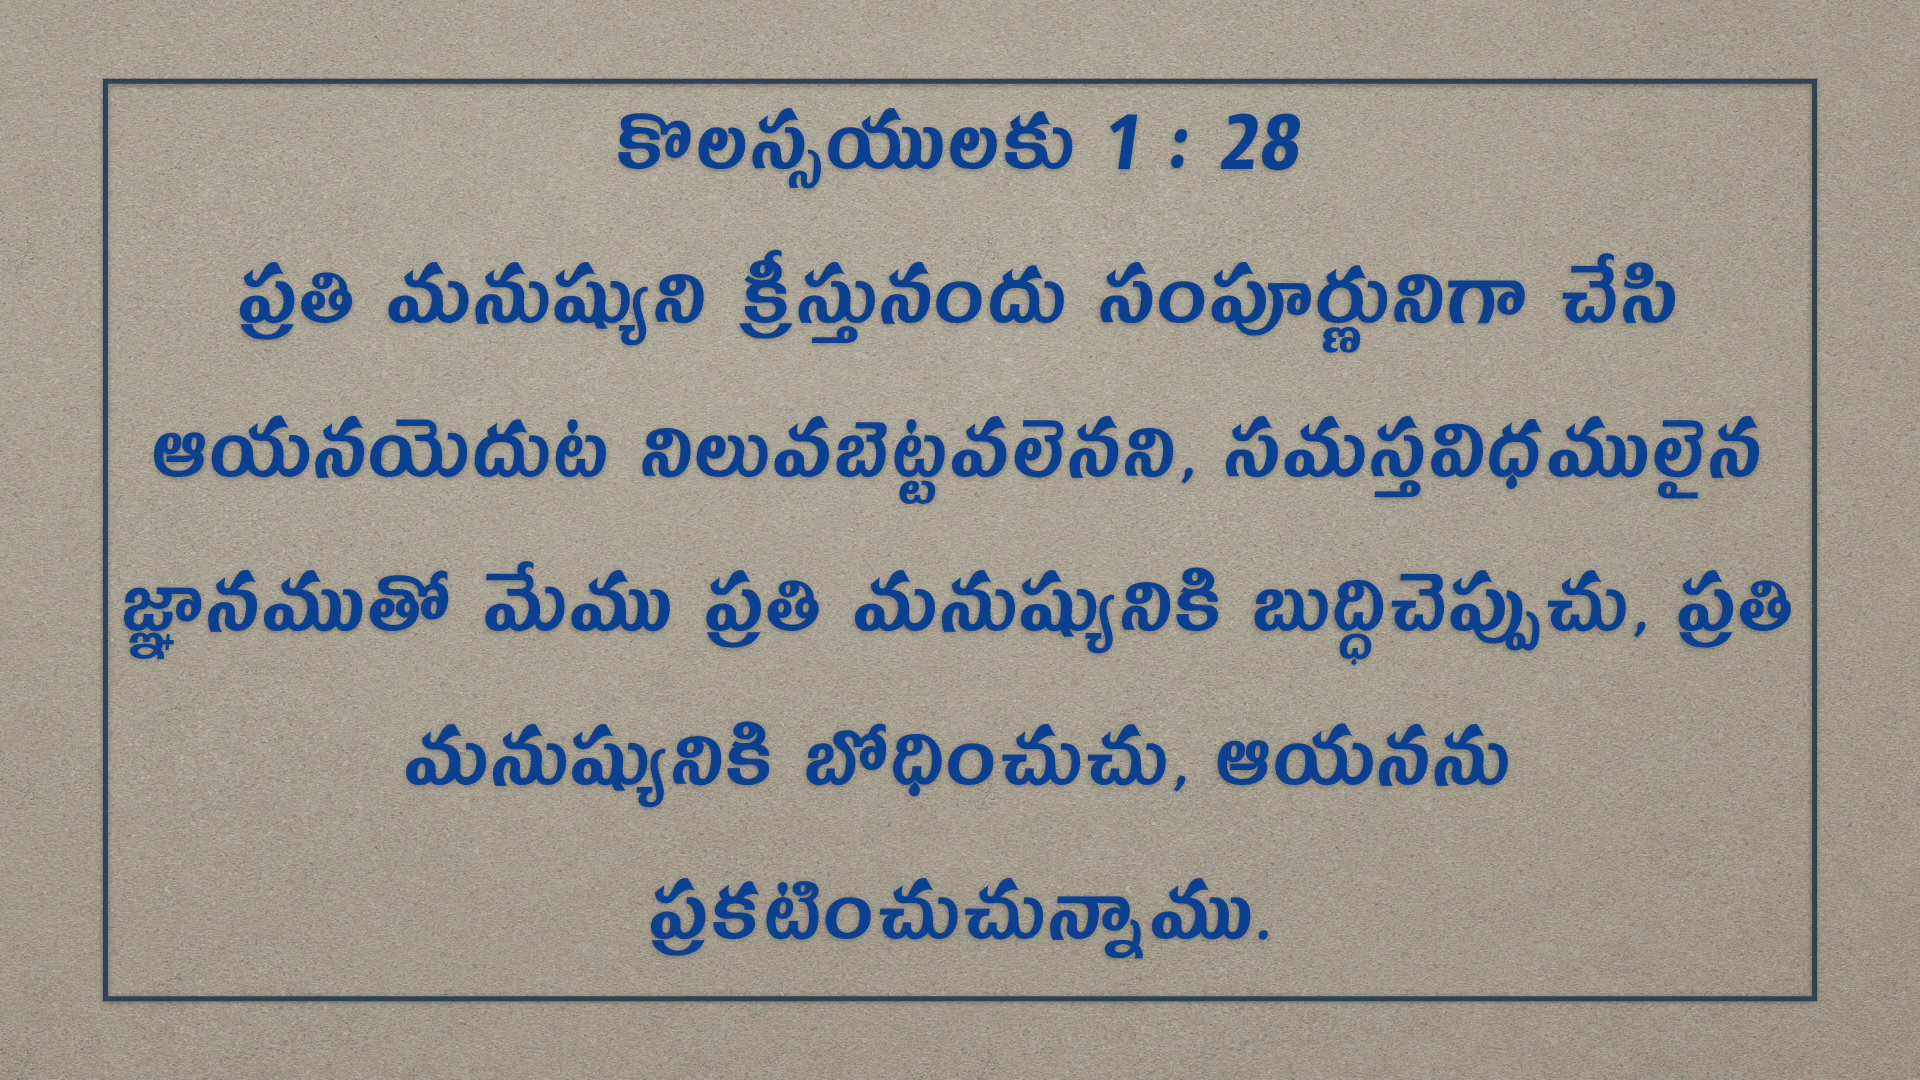 కొలస్సయులకు 1 : 28
ప్రతి మనుష్యుని క్రీస్తునందు సంపూర్ణునిగా చేసి
ఆయనయెదుట నిలువబెట్టవలెనని, సమస్తవిధములైన
జ్ఞానముతో మేము ప్రతి మనుష్యునికి బుద్ధిచెప్పుచు, ప్రతి
మనుష్యునికి బోధించుచు, ఆయనను
ప్రకటించుచున్నాము.